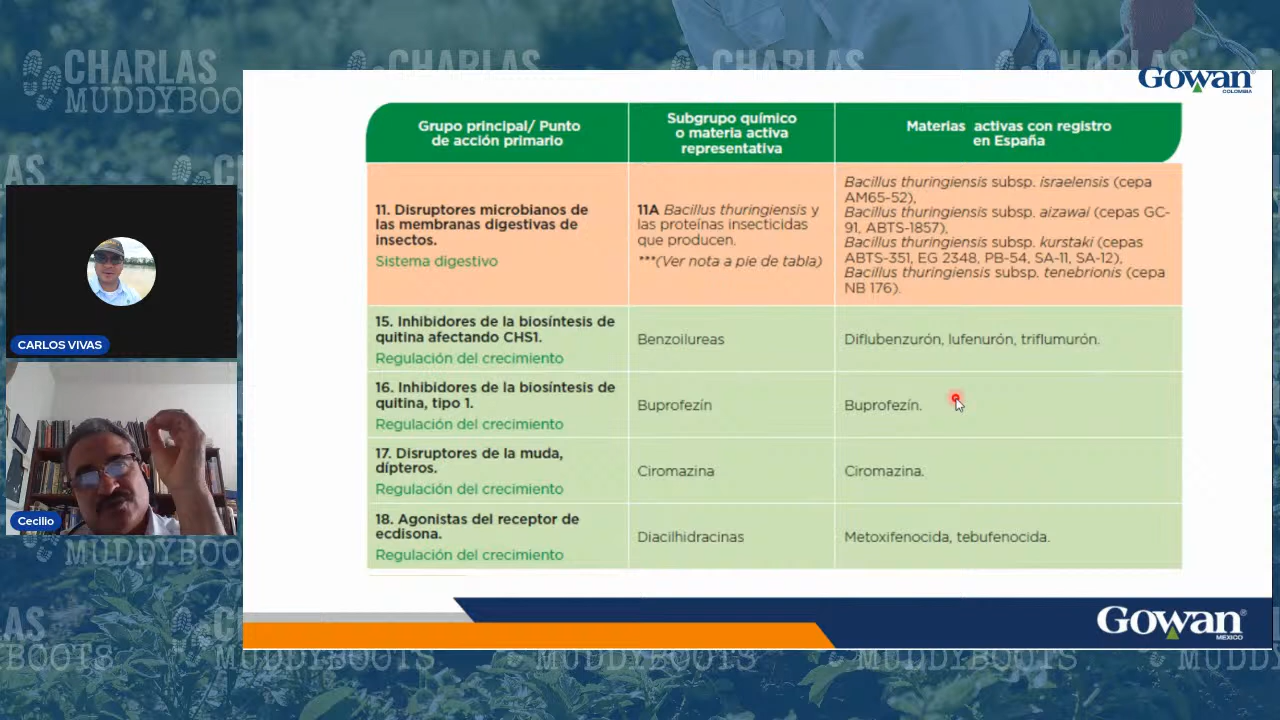 CHARLAS
MUDDYBOOTS
Gowan
COLOMBIA
Grupo principal/ Punto
de acción primario
Subgrupo químico
o materia activa
representativa
Materias activas con registro
en España
11. Disruptores microbianos de
las membranas digestivas de
insectos.
Sistema digestivo
11A Bacillus thuringiensis y
las proteínas insecticidas
que producen.
***(Ver nota a pie de tabla)
Bacillus thuringiensis subsp. israelensis (cepa
AM65-52),
Bacillus thuringiensis subsp. aizawai (cepas GC-
91, ABTS-1857),
Bacillus thuringiensis subsp. kurstaki (cepas
ABTS-351, EG 2348, PB-54, SA-11, SA-12),
Bacillus thuringiensis subsp. tenebrionis (cepa
NB 176).
15. Inhibidores de la biosíntesis de
quitina afectando CHS1.
Regulación del crecimiento
Benzoilureas
Diflubenzurón, lufenurón, triflumurón.
16. Inhibidores de la biosíntesis de
quitina, tipo 1.
Regulación del crecimiento
Buprofezín
Buprofezín.
17. Disruptores de la muda,
dípteros.
Regulación del crecimiento
Ciromazina
Ciromazina.
18. Agonistas del receptor de
ecdisona.
Regulación del crecimiento
Diacilhidracinas
Metoxifenocida, tebufenocida.
CARLOS VIVAS
Cecilio
Gowan
MEXICO
MUDDYBOOTS